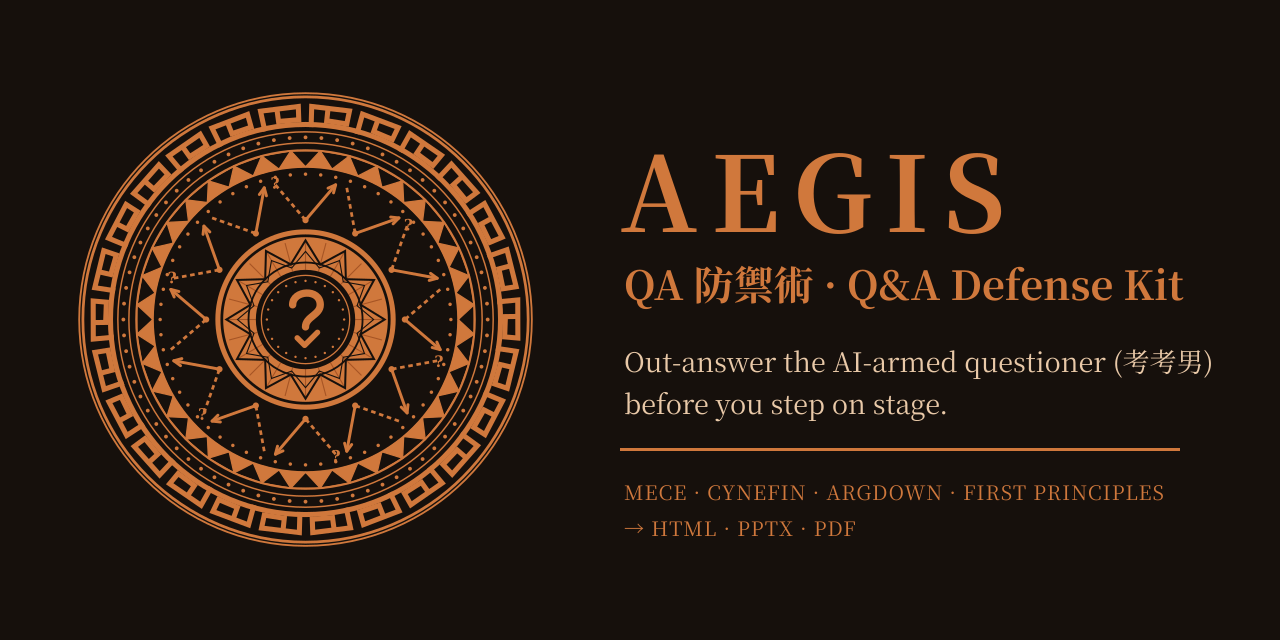 AEGIS
QA 防禦術 · Q&A Defense Kit
Out-answer the AI-armed questioner (考考男)
before you step on stage.
MECE · CYNEFIN · ARGDOWN · FIRST PRINCIPLES
→ HTML · PPTX · PDF
?
?
?
?
?
?
?